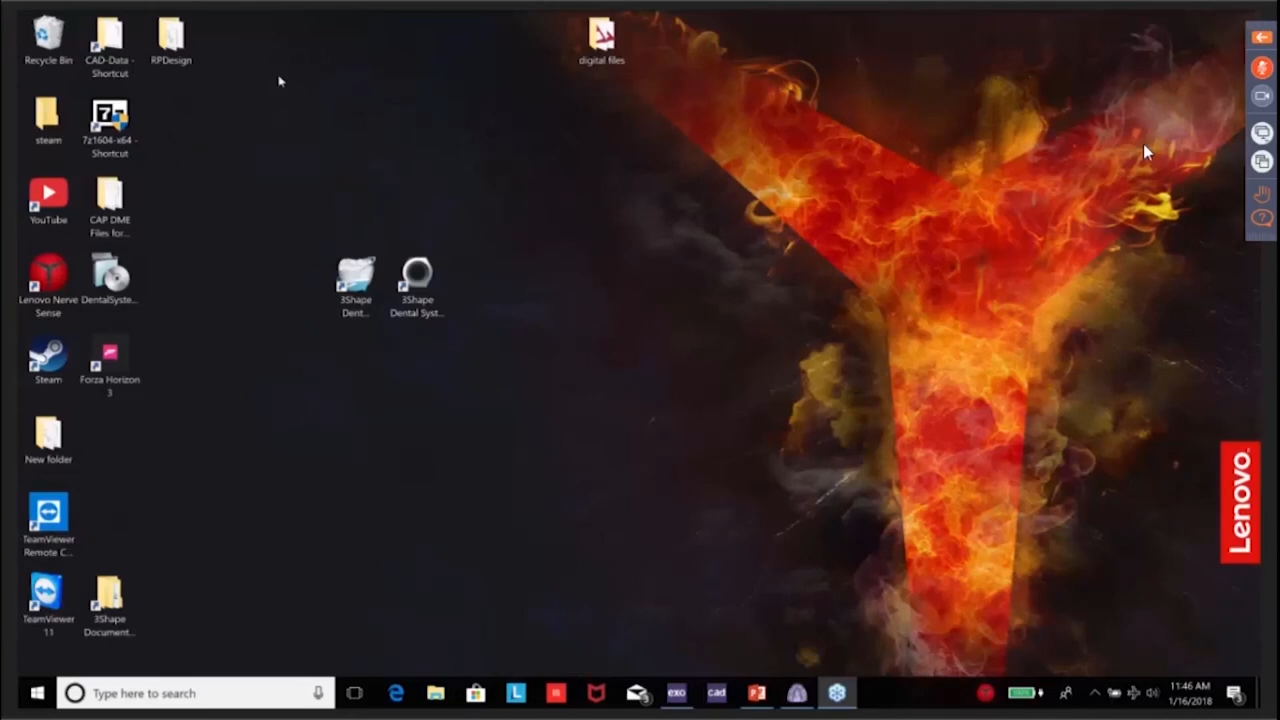 Recycle Bin
CAD-Data -
Shortcut
RPDesign
digital files
steam
7z1604-x64 -
Shortcut
YouTube
CAP DME
Files for...
Lenovo Nerve
Sense
DentalSyste...
3Shape
Dent...
3Shape
Dental Syst...
Steam
Forza Horizon
3
New folder
TeamViewer
Remote C...
TeamViewer
11
3Shape
Document...
Lenovo
Type here to search
exo
cad
11:46 AM
1/16/2018